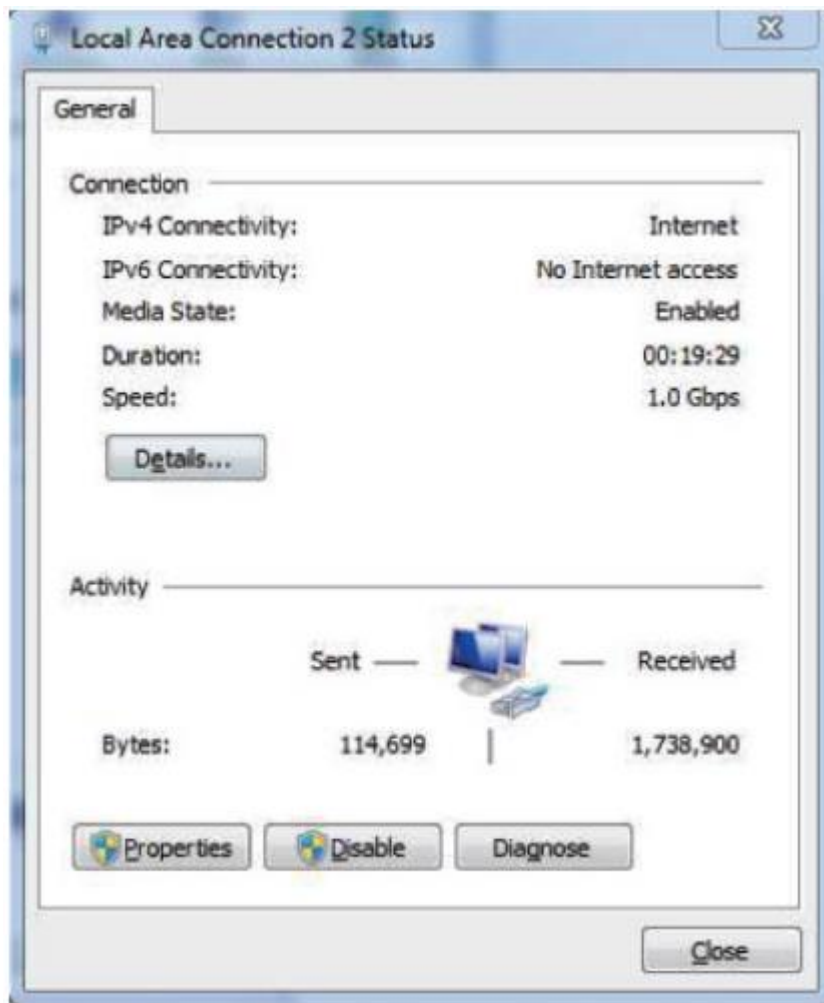 Local Area Connection 2 Status
General
Connection
IPv4 Connectivity: Internet
IPv6 Connectivity: No Internet access
Media State: Enabled
Duration: 00:19:29
Speed: 1.0 Gbps
Details...
Activity
Sent Received
Bytes: 114,699 1,738,900
Properties Disable Diagnose
Close